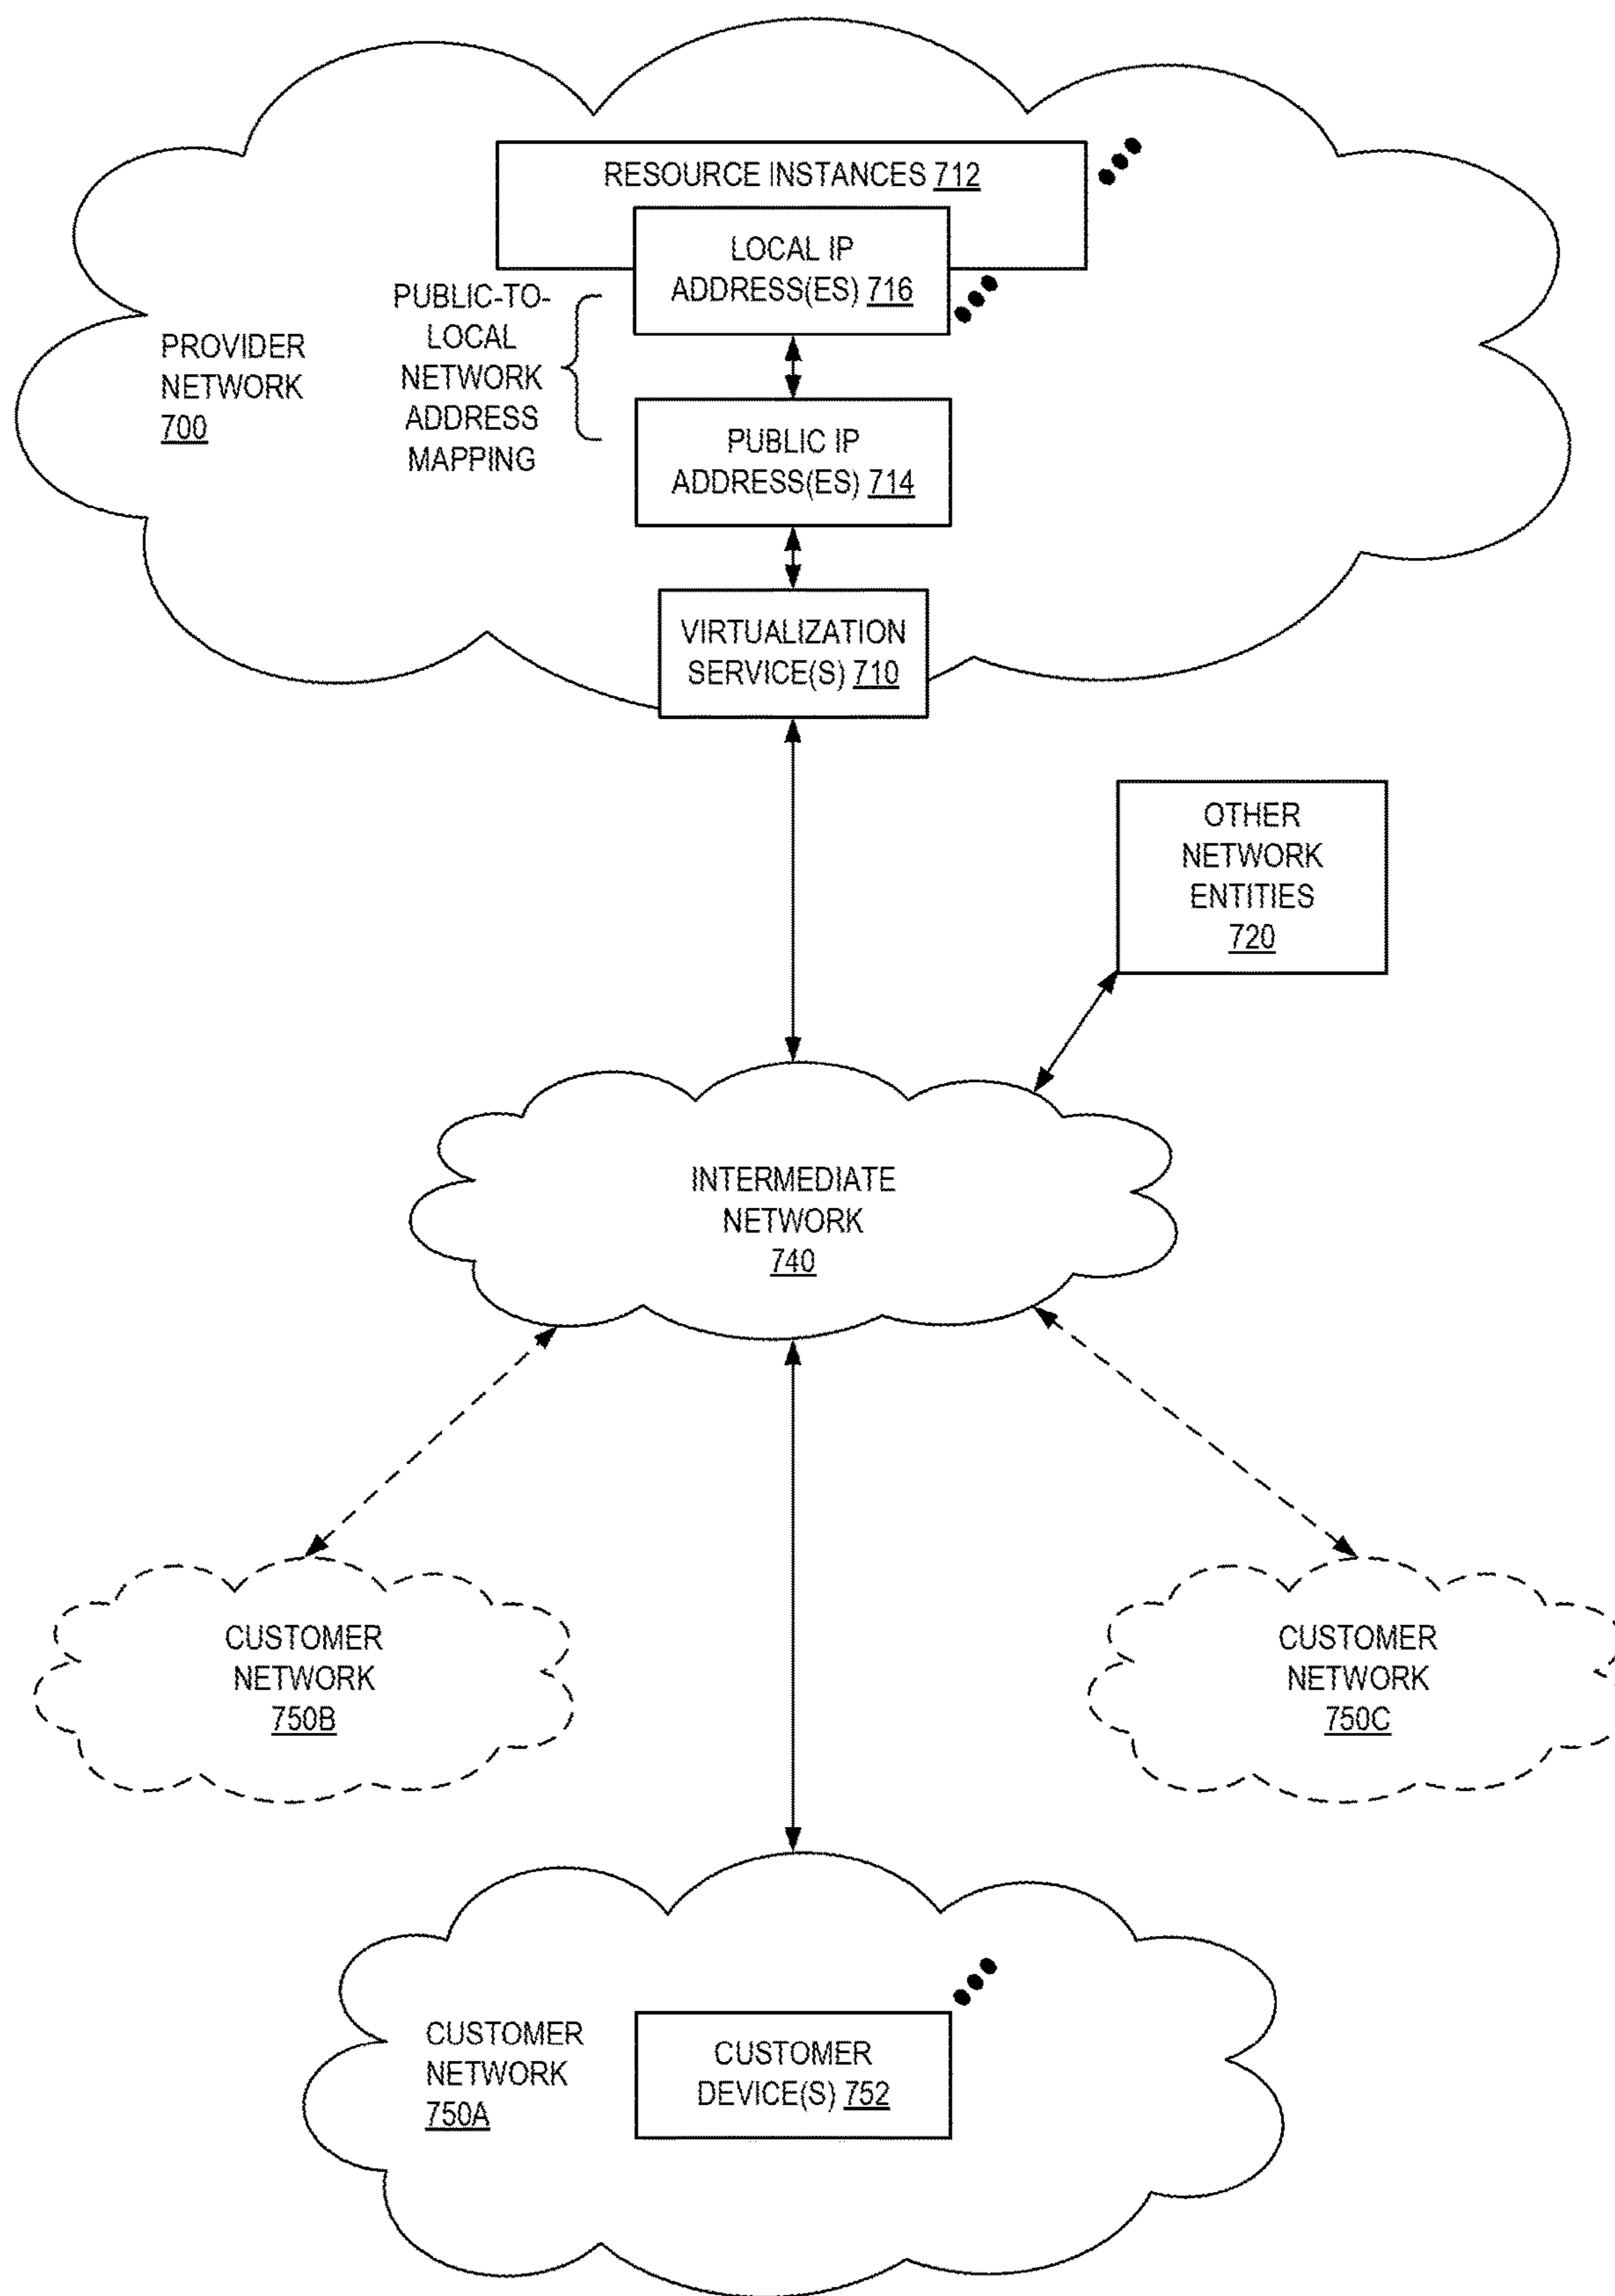 RESOURCE INSTANCES 712
LOCAL IP
ADDRESS(ES) 716
PUBLIC-TO-
LOCAL
NETWORK
ADDRESS
MAPPING
PROVIDER
NETWORK
700
PUBLIC IP
ADDRESS(ES) 714
VIRTUALIZATION
SERVICE(S) 710
OTHER
NETWORK
ENTITIES
720
INTERMEDIATE
NETWORK
740
CUSTOMER
NETWORK
750B
CUSTOMER
NETWORK
750C
CUSTOMER
NETWORK
750A
CUSTOMER
DEVICE(S) 752